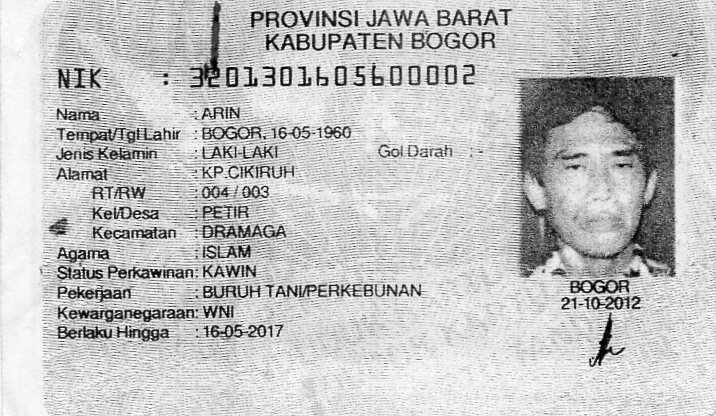 PROVINSI JAWA BARAT
KABUPATEN BOGOR
NIK : 3201301605600002
Nama : ARIN
Tempat/Tgl Lahir : BOGOR, 16-05-1960
Jenis Kelamin : LAKI-LAKI Gol Darah : -
Alamat : KP.CIKIRUH
RT/RW : 004 / 003
Kel/Desa : PETIR
Kecamatan : DRAMAGA
Agama : ISLAM
Status Perkawinan: KAWIN
Pekerjaan : BURUH TANI/PERKEBUNAN
Kewarganegaraan: WNI
Berlaku Hingga : 16-05-2017
BOGOR
21-10-2012